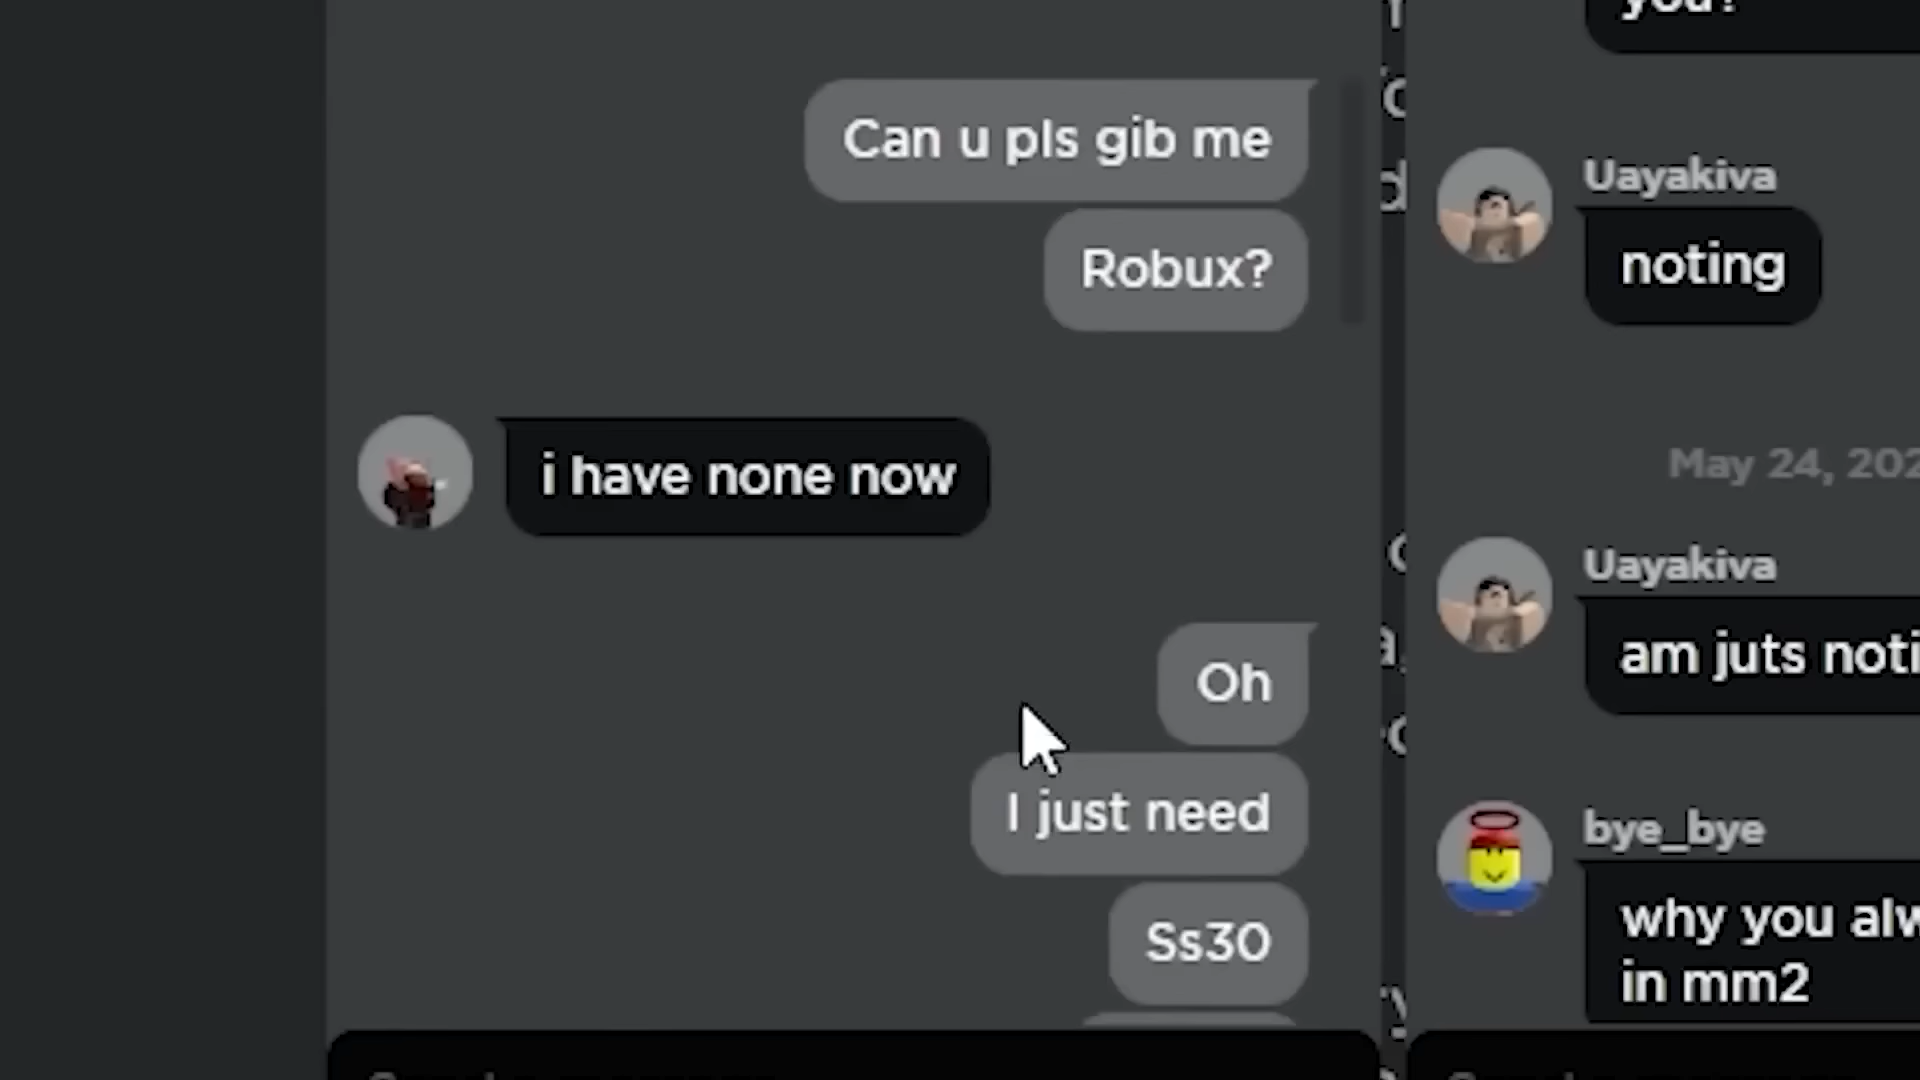 Can u pls gib me
Robux?
i have none now
Oh
I just need
Ss30
you?
Uayakiva
noting
May 24, 202
Uayakiva
am juts noti
bye_bye
why you alw
in mm2